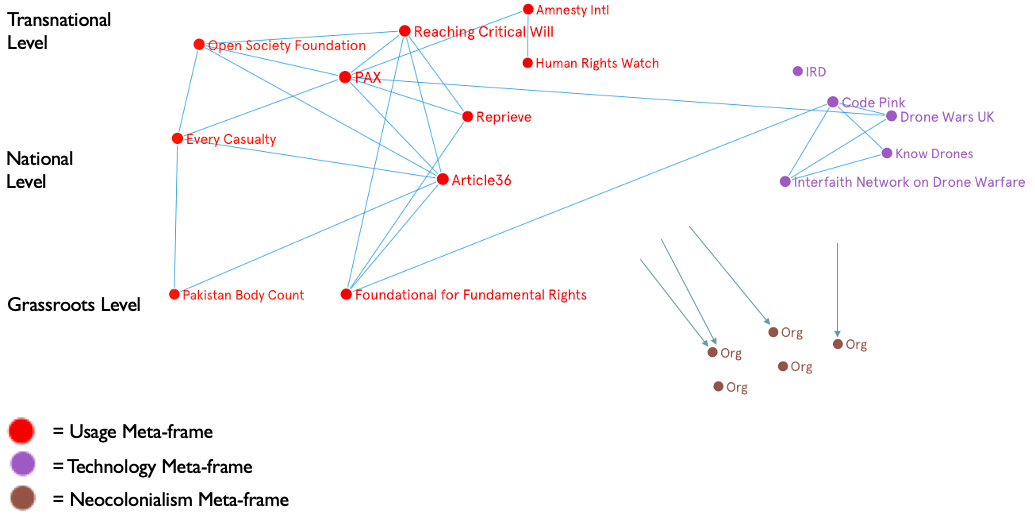 Transnational
Level
Amnesty Intl
Reaching Critical Will
Open Society Foundation
Human Rights Watch
PAX
IRD
Code Pink
Reprieve
Drone Wars UK
Every Casualty
National
Level
Know Drones
Article36
Interfaith Network on Drone Warfare
Grassroots Level
Pakistan Body Count
Foundational for Fundamental Rights
Org
Org
Org
Org
Org
= Usage Meta-frame
= Technology Meta-frame
= Neocolonialism Meta-frame